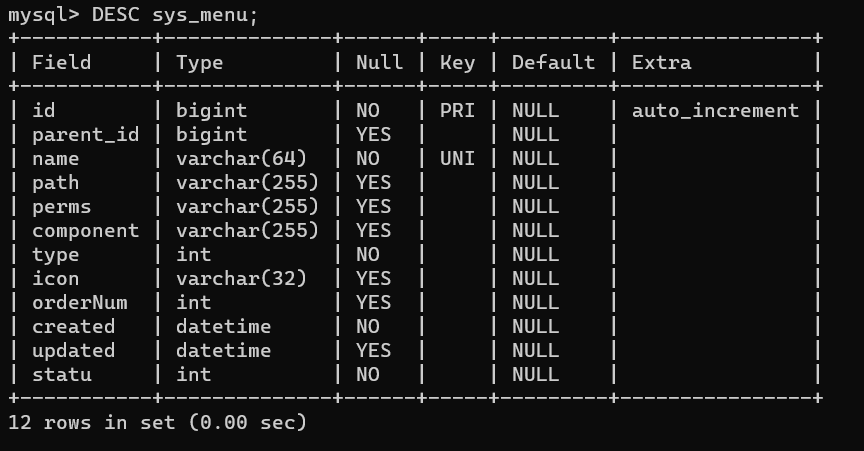 mysql> DESC sys_menu;
+-----------+--------------+------+-----+---------+----------------+
| Field     | Type         | Null | Key | Default | Extra          |
+-----------+--------------+------+-----+---------+----------------+
| id        | bigint       | NO   | PRI | NULL    | auto_increment |
| parent_id | bigint       | YES  |     | NULL    |                |
| name      | varchar(64)  | NO   | UNI | NULL    |                |
| path      | varchar(255) | YES  |     | NULL    |                |
| perms     | varchar(255) | YES  |     | NULL    |                |
| component | varchar(255) | YES  |     | NULL    |                |
| type      | int          | NO   |     | NULL    |                |
| icon      | varchar(32)  | YES  |     | NULL    |                |
| orderNum  | int          | YES  |     | NULL    |                |
| created   | datetime     | NO   |     | NULL    |                |
| updated   | datetime     | YES  |     | NULL    |                |
| statu     | int          | NO   |     | NULL    |                |
+-----------+--------------+------+-----+---------+----------------+
12 rows in set (0.00 sec)